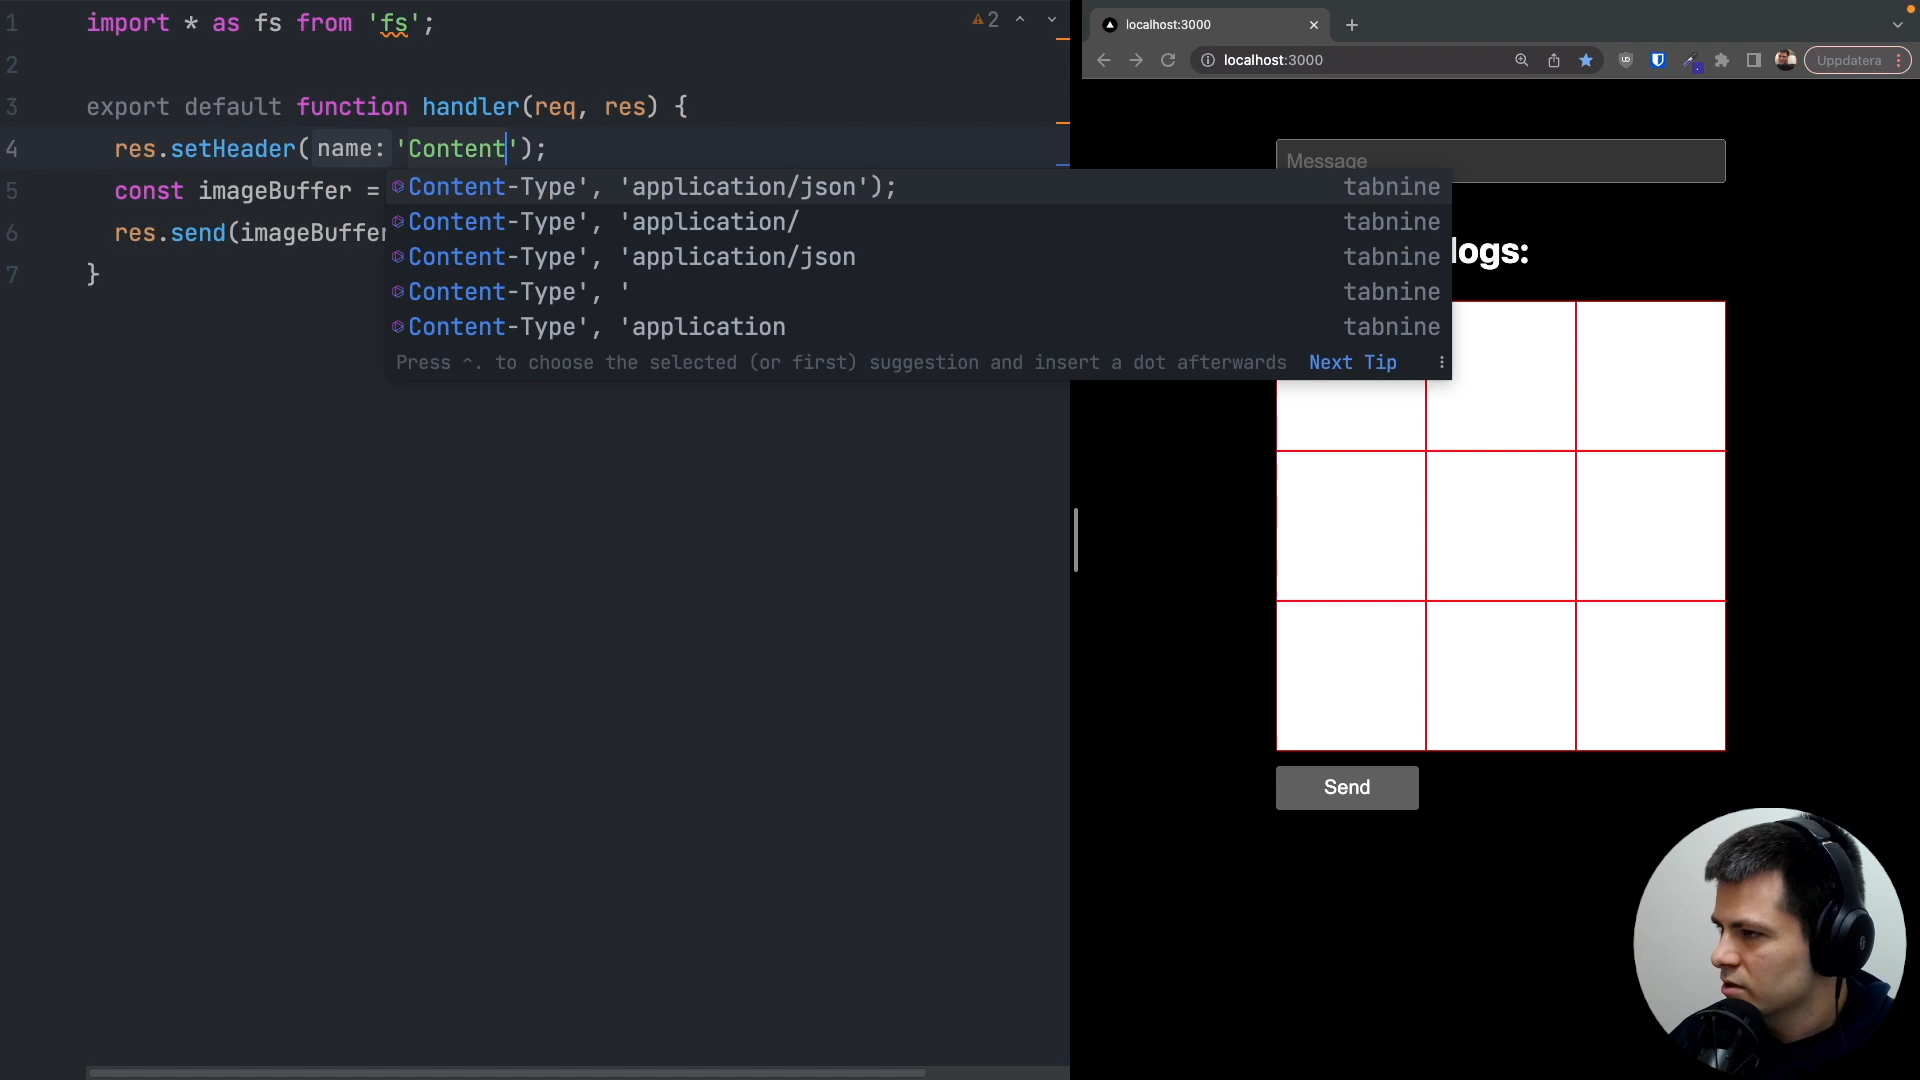 1 import * as fs from 'fs';
2
3 export default function handler(req, res) {
4 res.setHeader( name: 'Content');
5 const imageBuffer =
6 res.send(imageBuffer
7 }
2
Content-Type', 'application/json'); tabnine
Content-Type', 'application/ tabnine
Content-Type', 'application/json tabnine
Content-Type', ' tabnine
Content-Type', 'application tabnine
Press ^. to choose the selected (or first) suggestion and insert a dot afterwards Next Tip
localhost:3000
localhost:3000
Uppdatera
Message
logs:
Send